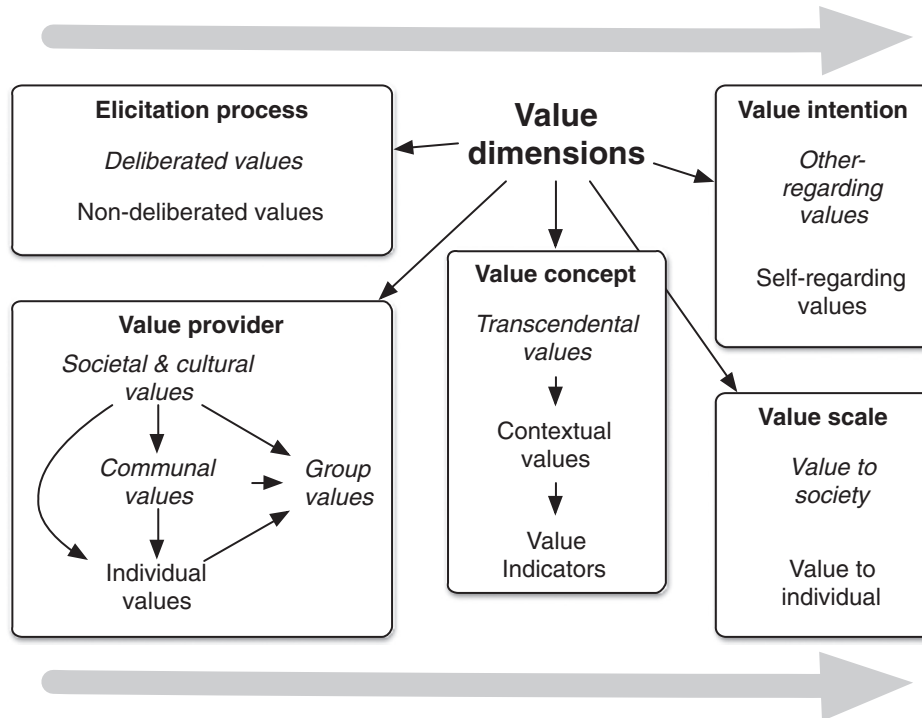 Elicitation process
Deliberated values
Non-deliberated values
Value
dimensions
Value intention
Other-
regarding
values
Self-regarding
values
Value provider
Societal & cultural
values
Communal
values
Group
values
Individual
values
Value concept
Transcendental
values
Contextual
values
Value
Indicators
Value scale
Value to
society
Value to
individual